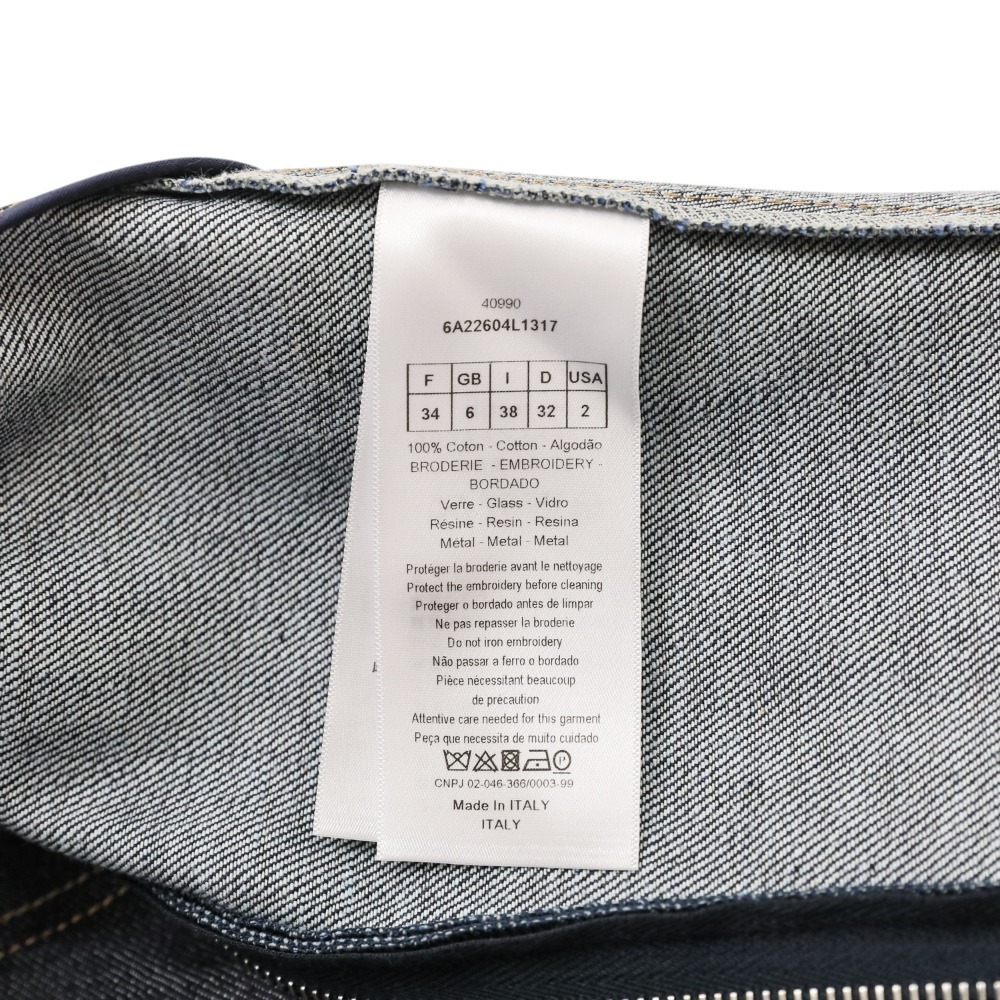 40990
6A22604L1317
F GB I D USA
34 6 38 32 2
100% Coton - Cotton - Algodão
BRODERIE - EMBROIDERY -
BORDADO
Verre - Glass - Vidro
Résine - Resin - Resina
Métal - Metal - Metal
Protéger la broderie avant le nettoyage
Protect the embroidery before cleaning
Proteger o bordado antes de limpar
Ne pas repasser la broderie
Do not iron embroidery
Não passar a ferro o bordado
Pièce nécessitant beaucoup
de précaution
Attentive care needed for this garment
Peça que necessita de muito cuidado
P
CNPJ 02-046-366/0003-99
Made In ITALY
ITALY